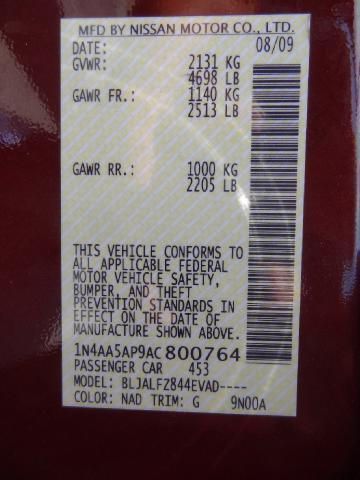 MFD BY NISSAN MOTOR CO., LTD.
DATE: 08/09
GVWR: 2131 KG
4698 LB
GAWR FR.: 1140 KG
2513 LB
GAWR RR.: 1000 KG
2205 LB
THIS VEHICLE CONFORMS TO
ALL APPLICABLE FEDERAL
MOTOR VEHICLE SAFETY,
BUMPER, AND THEFT
PREVENTION STANDARDS IN
EFFECT ON THE DATE OF
MANUFACTURE SHOWN ABOVE.
1N4AA5AP9AC800764
PASSENGER CAR 453
MODEL: BLJALFZ844EVAD----
COLOR: NAD TRIM: G 9N00A